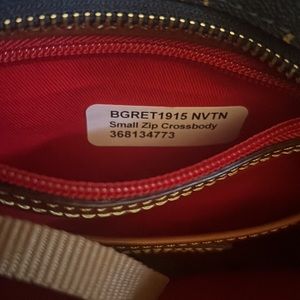 BGRET1915 NVTN
Small Zip Crossbody
368134773